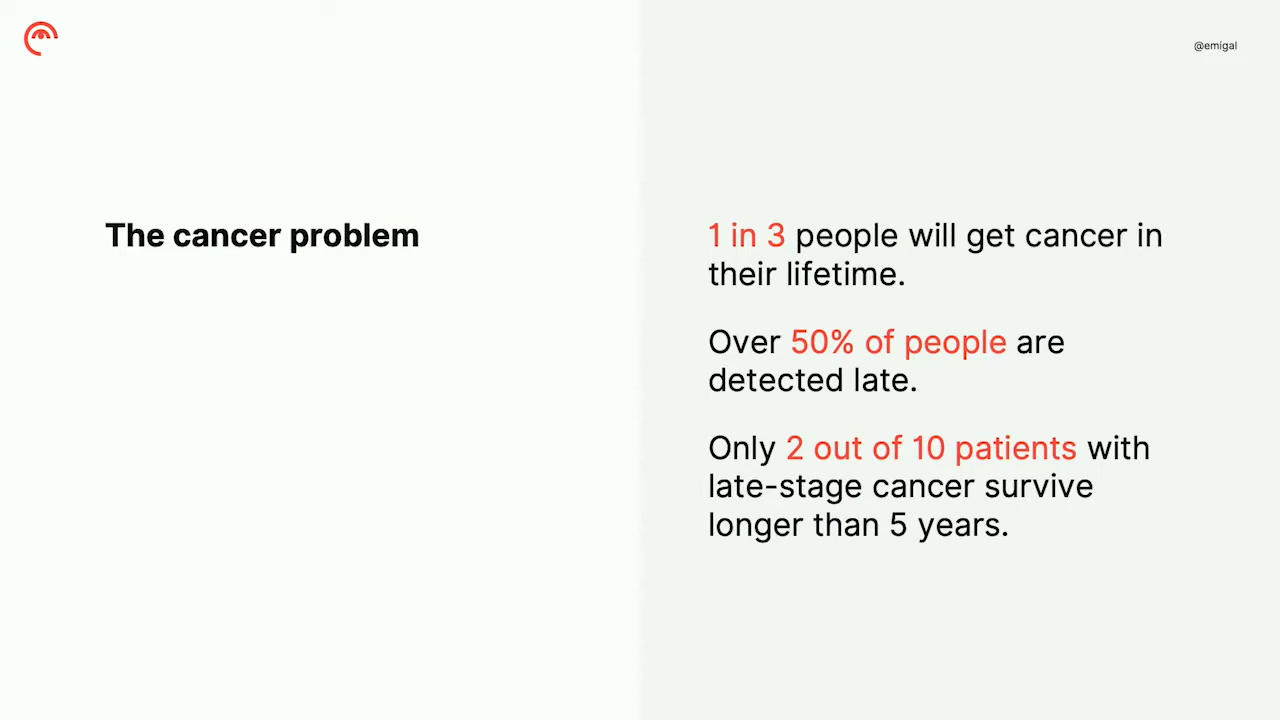 @emigal
The cancer problem
1 in 3 people will get cancer in
their lifetime.
Over 50% of people are
detected late.
Only 2 out of 10 patients with
late-stage cancer survive
longer than 5 years.